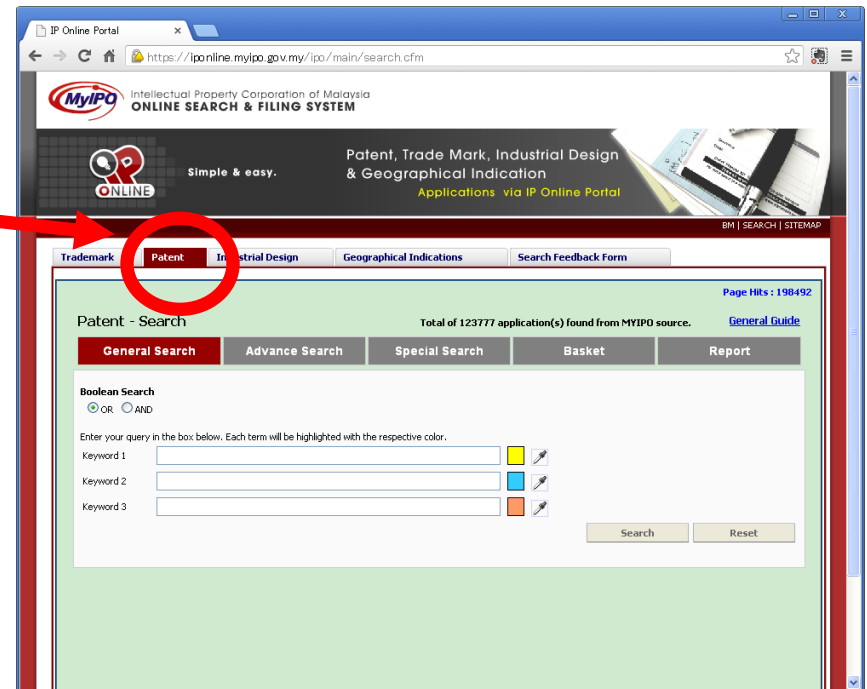 IP Online Portal
https://iponline.myipo.gov.my/ipo/main/search.cfm
MyIPO
Intellectual Property Corporation of Malaysia
ONLINE SEARCH & FILING SYSTEM
ONLINE
Simple & easy.
Patent, Trade Mark, Industrial Design
& Geographical Indication
Applications via IP Online Portal
BM | SEARCH | SITEMAP
Trademark Patent Industrial Design Geographical Indications Search Feedback Form
Page Hits : 198492
Patent - Search Total of 123777 application(s) found from MYIPO source. General Guide
General Search Advance Search Special Search Basket Report
Boolean Search
OR AND
Enter your query in the box below. Each term will be highlighted with the respective color.
Keyword 1
Keyword 2
Keyword 3
Search Reset